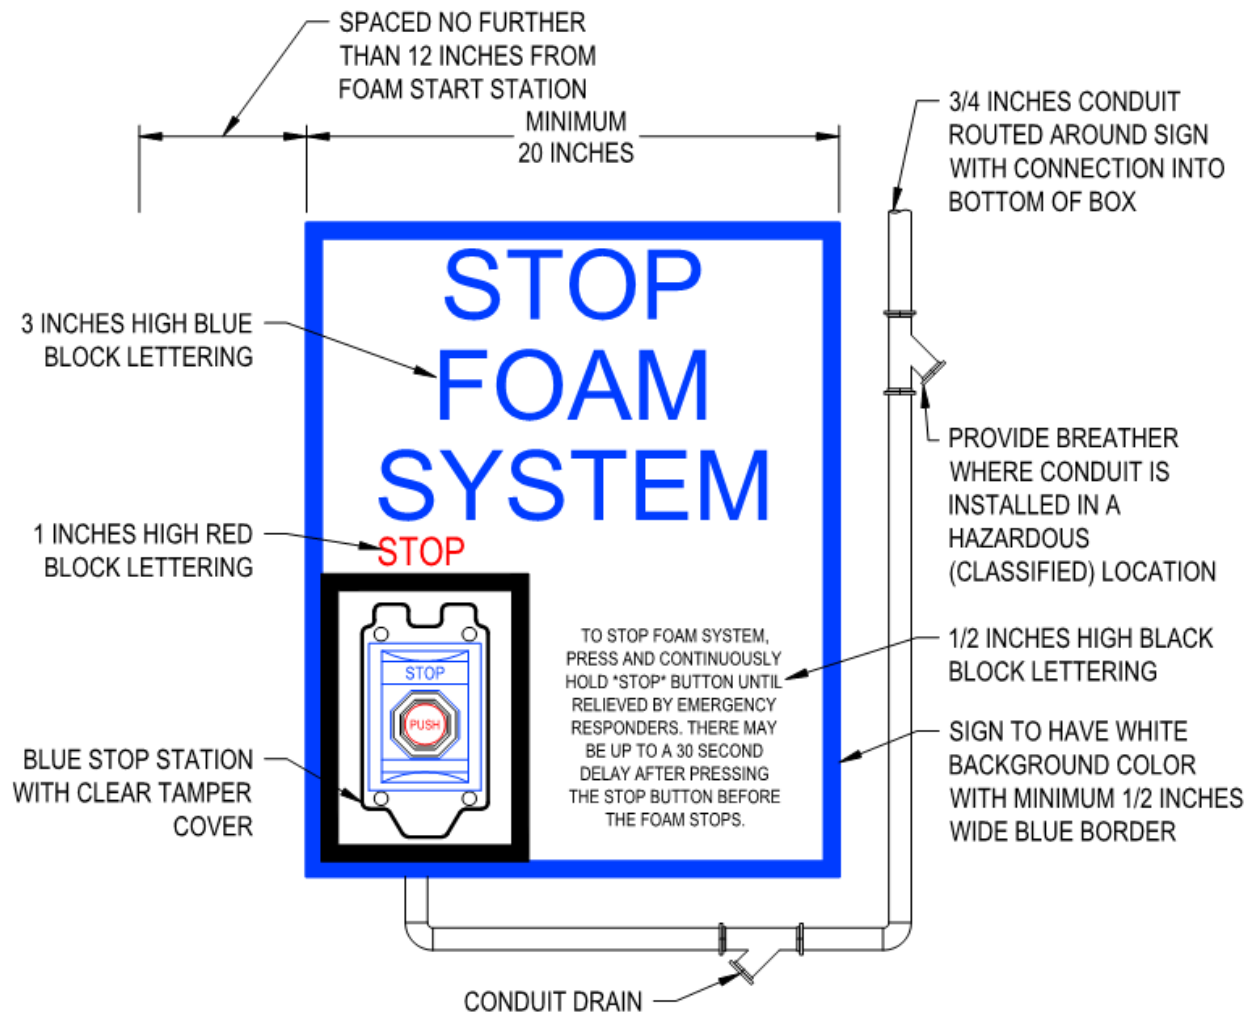 SPACED NO FURTHER
THAN 12 INCHES FROM
FOAM START STATION
MINIMUM
20 INCHES
3/4 INCHES CONDUIT
ROUTED AROUND SIGN
WITH CONNECTION INTO
BOTTOM OF BOX
STOP
FOAM
SYSTEM
3 INCHES HIGH BLUE
BLOCK LETTERING
PROVIDE BREATHER
WHERE CONDUIT IS
INSTALLED IN A
HAZARDOUS
(CLASSIFIED) LOCATION
1 INCHES HIGH RED
BLOCK LETTERING
STOP
STOP
PUSH
TO STOP FOAM SYSTEM,
PRESS AND CONTINUOUSLY
HOLD "STOP" BUTTON UNTIL
RELIEVED BY EMERGENCY
RESPONDERS. THERE MAY
BE UP TO A 30 SECOND
DELAY AFTER PRESSING
THE STOP BUTTON BEFORE
THE FOAM STOPS.
1/2 INCHES HIGH BLACK
BLOCK LETTERING
BLUE STOP STATION
WITH CLEAR TAMPER
COVER
SIGN TO HAVE WHITE
BACKGROUND COLOR
WITH MINIMUM 1/2 INCHES
WIDE BLUE BORDER
CONDUIT DRAIN